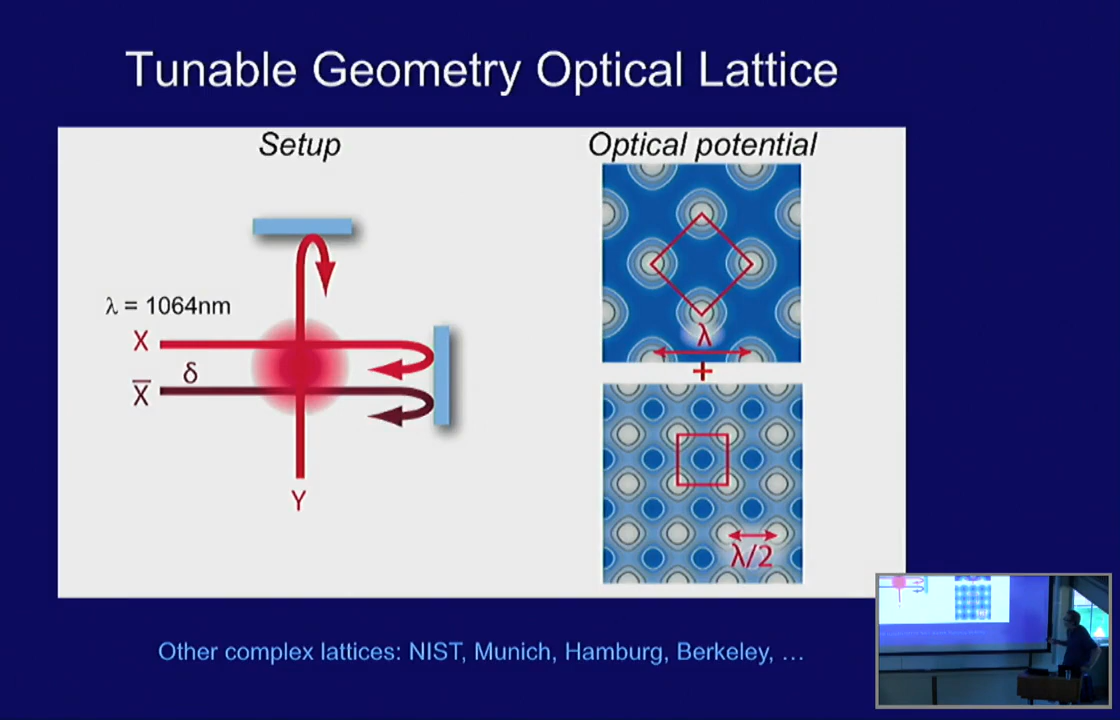 Tunable Geometry Optical Lattice
Setup
Optical potential
λ = 1064nm
X
δ
X̅
Y
λ
+
λ/2
Other complex lattices: NIST, Munich, Hamburg, Berkeley, …